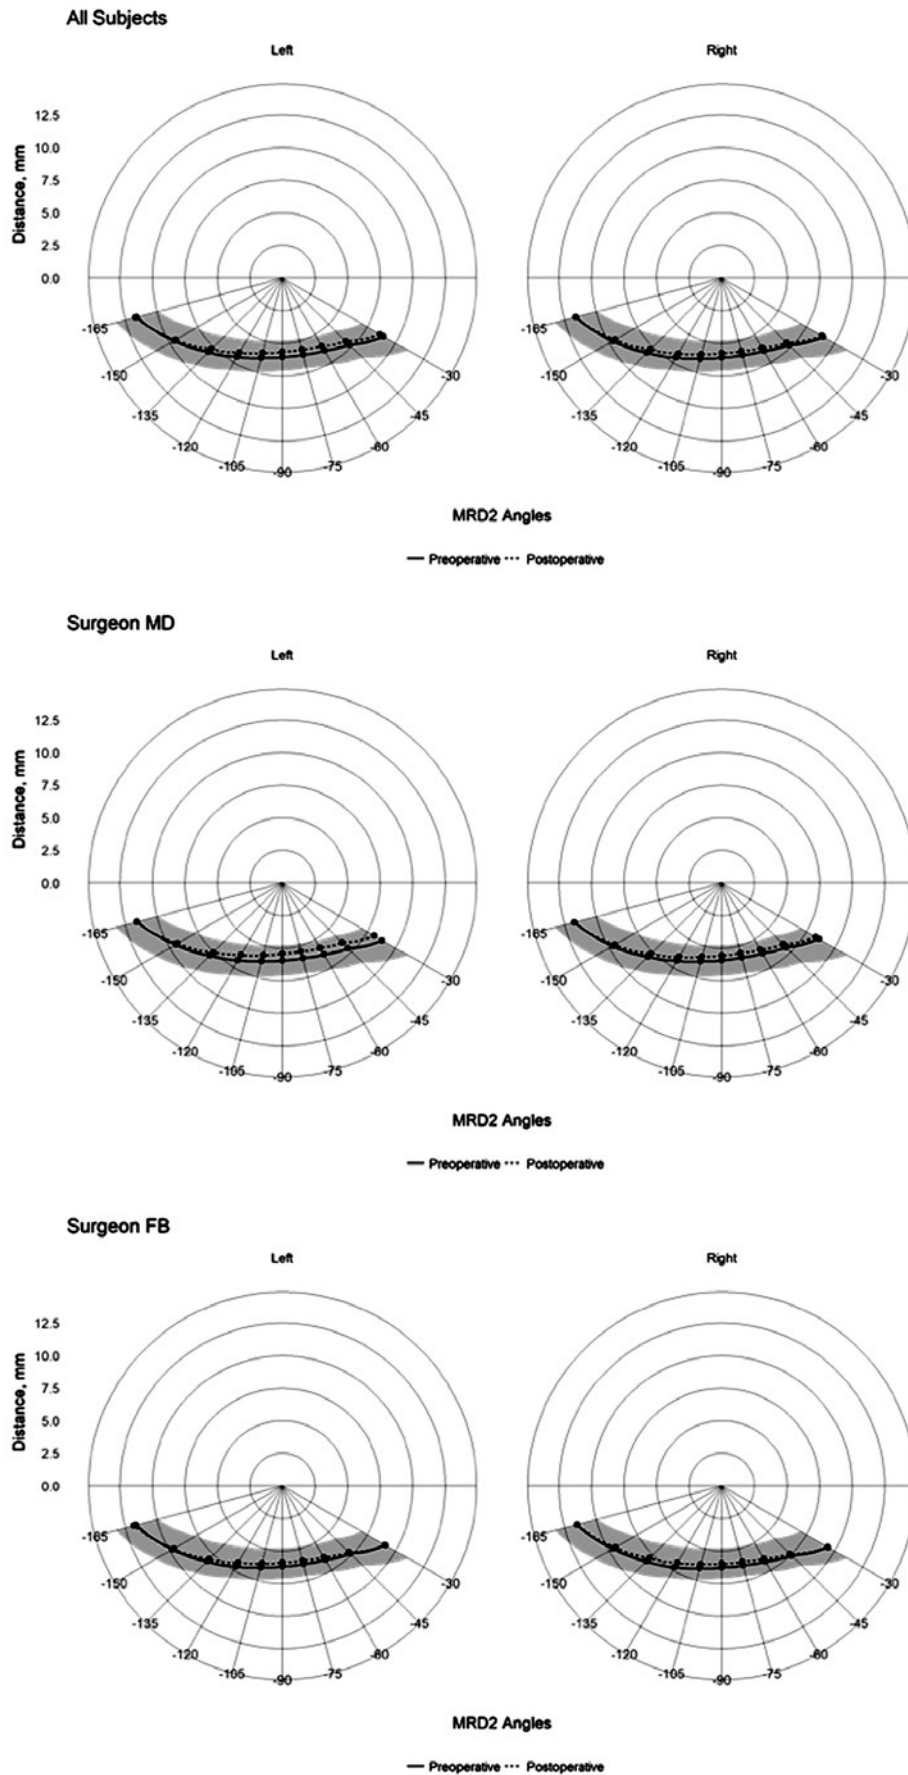 All Subjects
Left Right
12.5
10.0
7.5
5.0
2.5
0.0
Distance, mm
-165 -150 -135 -120 -105 -90 -75 -60 -45 -30
-165 -150 -135 -120 -105 -90 -75 -60 -45 -30
MRD2 Angles
Preoperative Postoperative
Surgeon MD
Left Right
12.5
10.0
7.5
5.0
2.5
0.0
Distance, mm
-165 -150 -135 -120 -105 -90 -75 -60 -45 -30
-165 -150 -135 -120 -105 -90 -75 -60 -45 -30
MRD2 Angles
Preoperative Postoperative
Surgeon FB
Left Right
12.5
10.0
7.5
5.0
2.5
0.0
Distance, mm
-165 -150 -135 -120 -105 -90 -75 -60 -45 -30
-165 -150 -135 -120 -105 -90 -75 -60 -45 -30
MRD2 Angles
Preoperative Postoperative